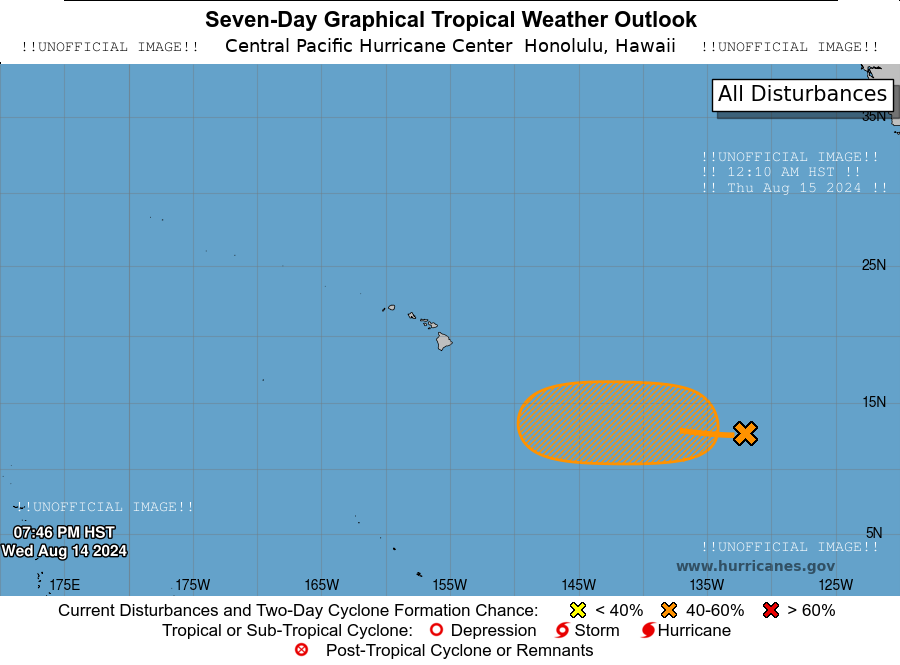 Seven-Day Graphical Tropical Weather Outlook
!!UNOFFICIAL IMAGE!! Central Pacific Hurricane Center Honolulu, Hawaii !!UNOFFICIAL IMAGE!!
All Disturbances
35N
!!UNOFFICIAL IMAGE!!
!! 12:10 AM HST !!
!! Thu Aug 15 2024 !!
25N
15N
!!UNOFFICIAL IMAGE!!
07:46 PM HST
Wed Aug 14 2024
5N
!!UNOFFICIAL IMAGE!!
www.hurricanes.gov
175E 175W 165W 155W 145W 135W 125W
Current Disturbances and Two-Day Cyclone Formation Chance: < 40% 40-60% > 60%
Tropical or Sub-Tropical Cyclone: Depression Storm Hurricane
Post-Tropical Cyclone or Remnants